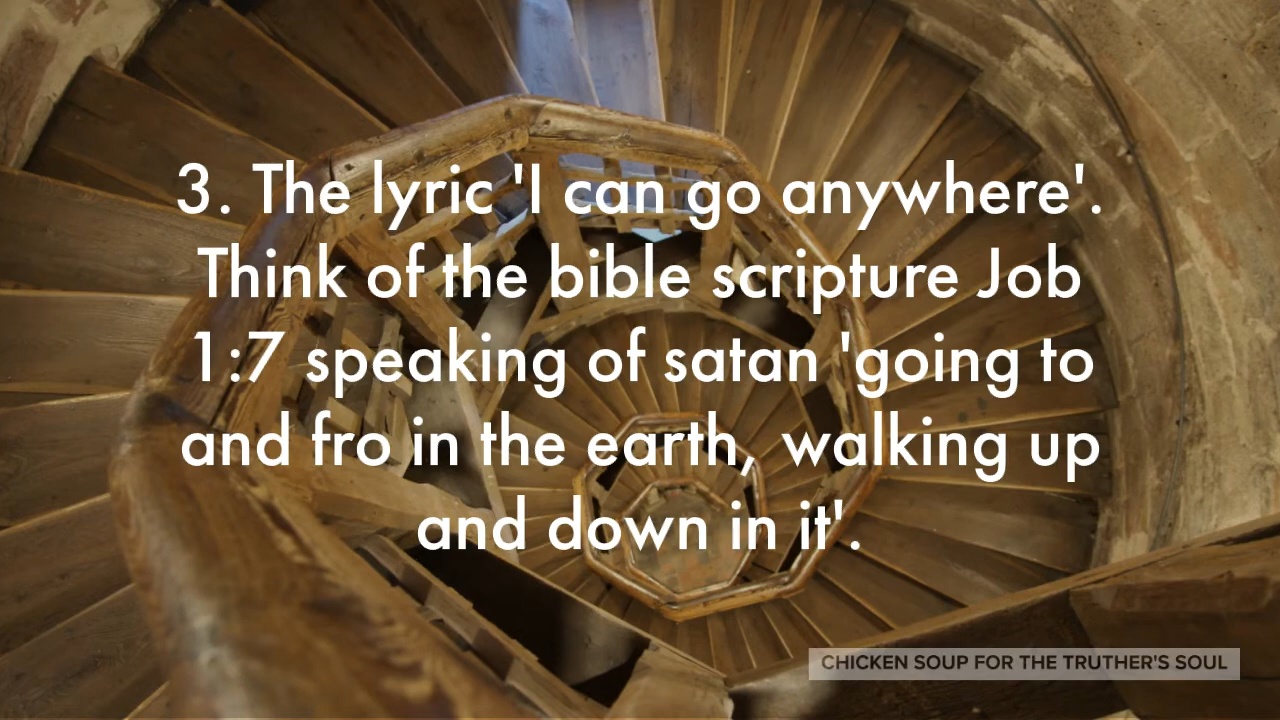 3. The lyric 'I can go anywhere'.
Think of the bible scripture Job
1:7 speaking of satan 'going to
and fro in the earth, walking up
and down in it'.
CHICKEN SOUP FOR THE TRUTHER'S SOUL